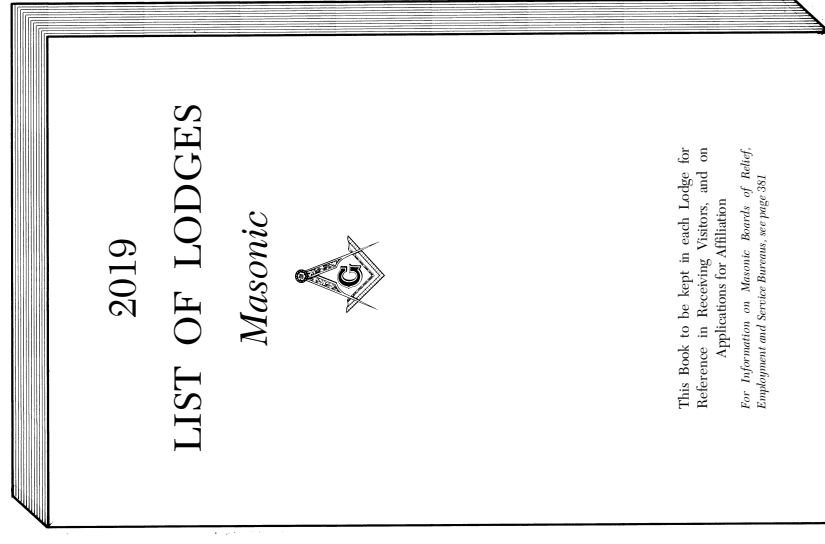 2019
LIST OF LODGES
Masonic
G
This Book to be kept in each Lodge for
Reference in Receiving Visitors, and on
Applications for Affiliation
For Information on Masonic Boards of Relief,
Employment and Service Bureaus, see page 381